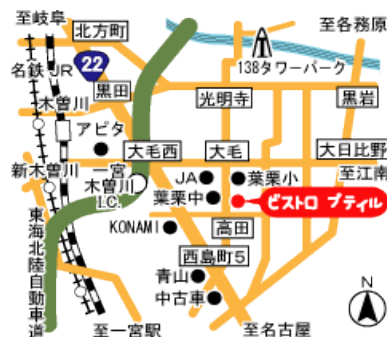 至岐阜
北方町
至各務原
名鉄 JR
22
138タワーパーク
黒田
木曽川
光明寺
黒岩
アピタ
大毛西
大毛
大日比野
新木曽川
一宮
木曽川
I.C.
JA
葉栗小
至江南
葉栗中
ビストロ プティル
東海北陸自動車道
KONAMI
高田
西島町5
青山
中古車
N
至一宮駅
至名古屋